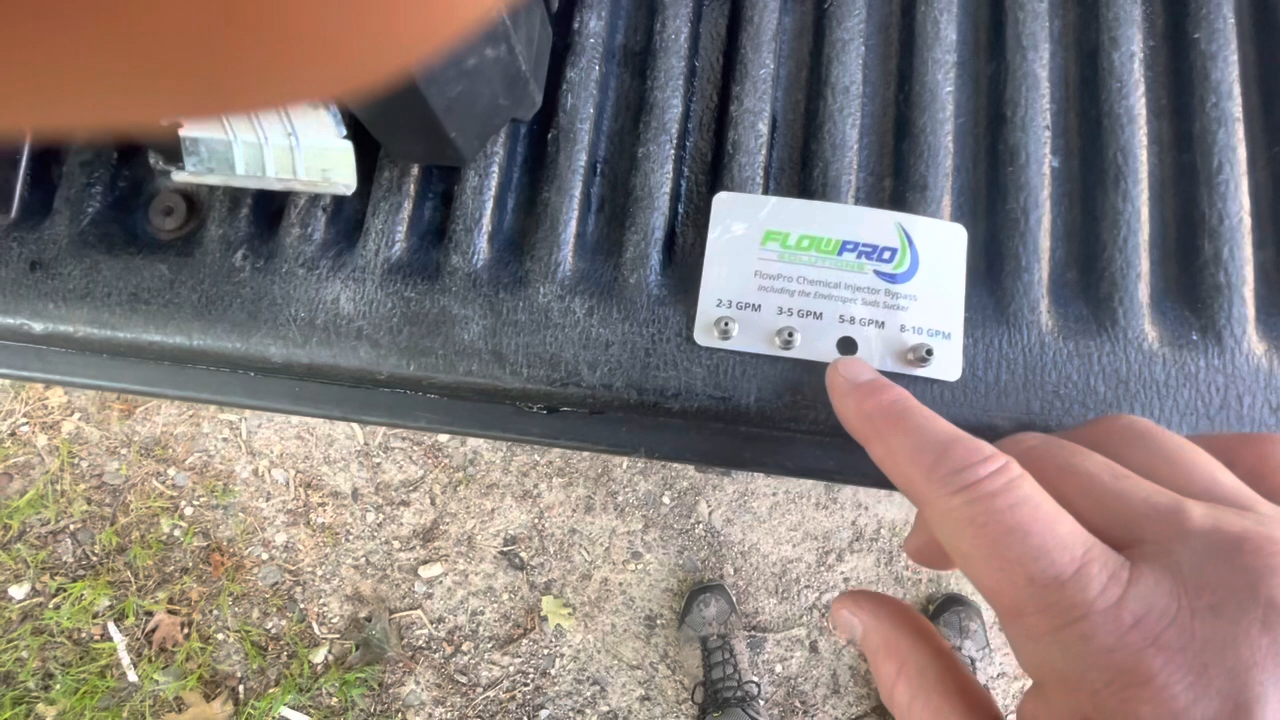 FLOWPRO
SOLUTIONS
FlowPro Chemical Injector Bypass
Including the Envirospec Suds Sucker
2-3 GPM 3-5 GPM 5-8 GPM 8-10 GPM